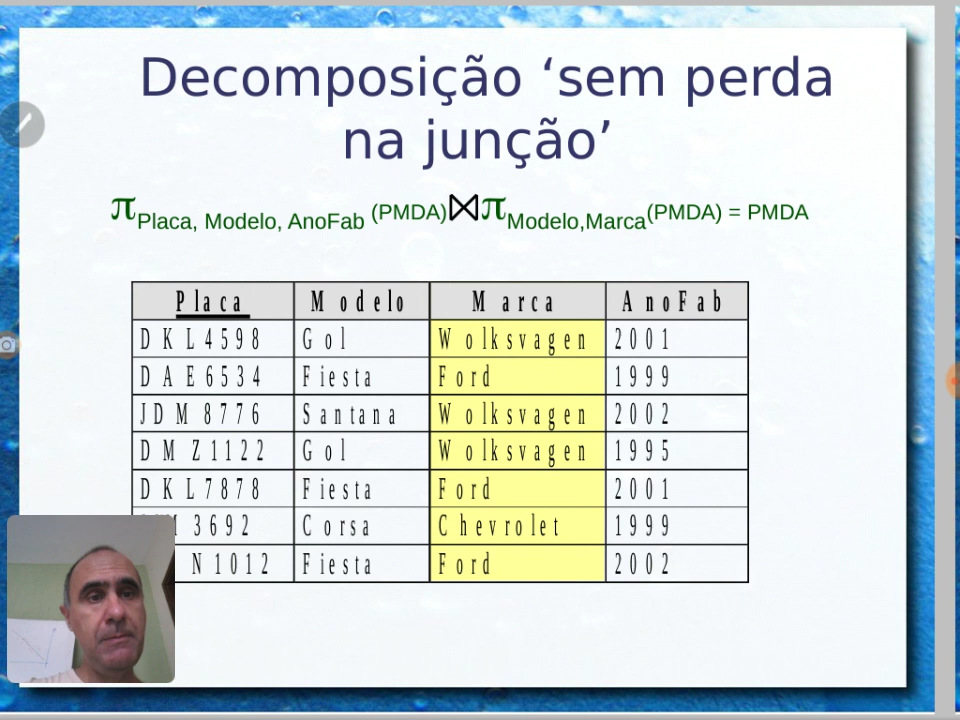 Decomposição ‘sem perda
na junção’
πPlaca, Modelo, AnoFab (PMDA)⋈πModelo,Marca(PMDA) = PMDA
Placa Modelo Marca AnoFab
DKL4598 Gol Wolksvagen 2001
DAE6534 Fiesta Ford 1999
JDM8776 Santana Wolksvagen 2002
DMZ1122 Gol Wolksvagen 1995
DKL7878 Fiesta Ford 2001
3692 Corsa Chevrolet 1999
N1012 Fiesta Ford 2002